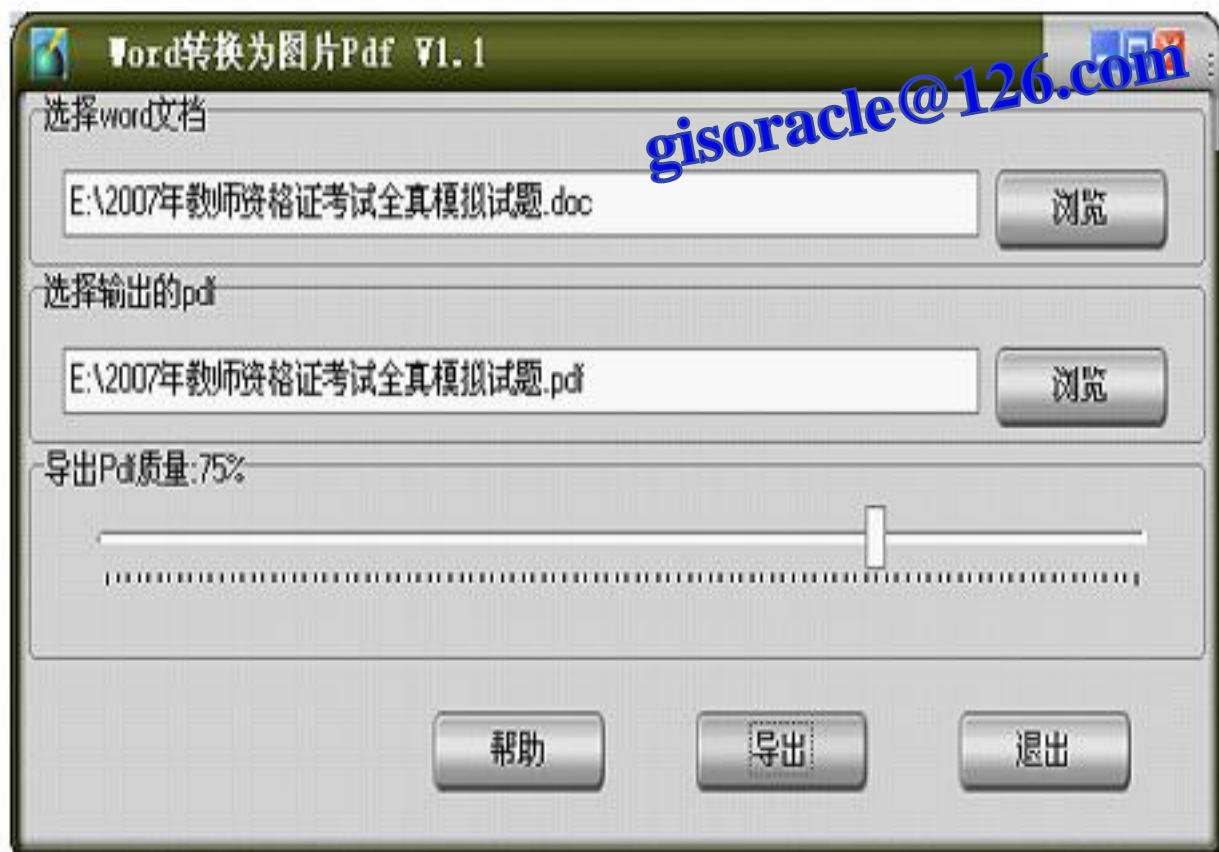 Word转换为图片Pdf V1.1
gisoracle@126.com
选择word文档
E:\2007年教师资格证考试全真模拟试题.doc
浏览
选择输出的pdf
E:\2007年教师资格证考试全真模拟试题.pdf
浏览
导出Pdf质量:75%
帮助
导出
退出